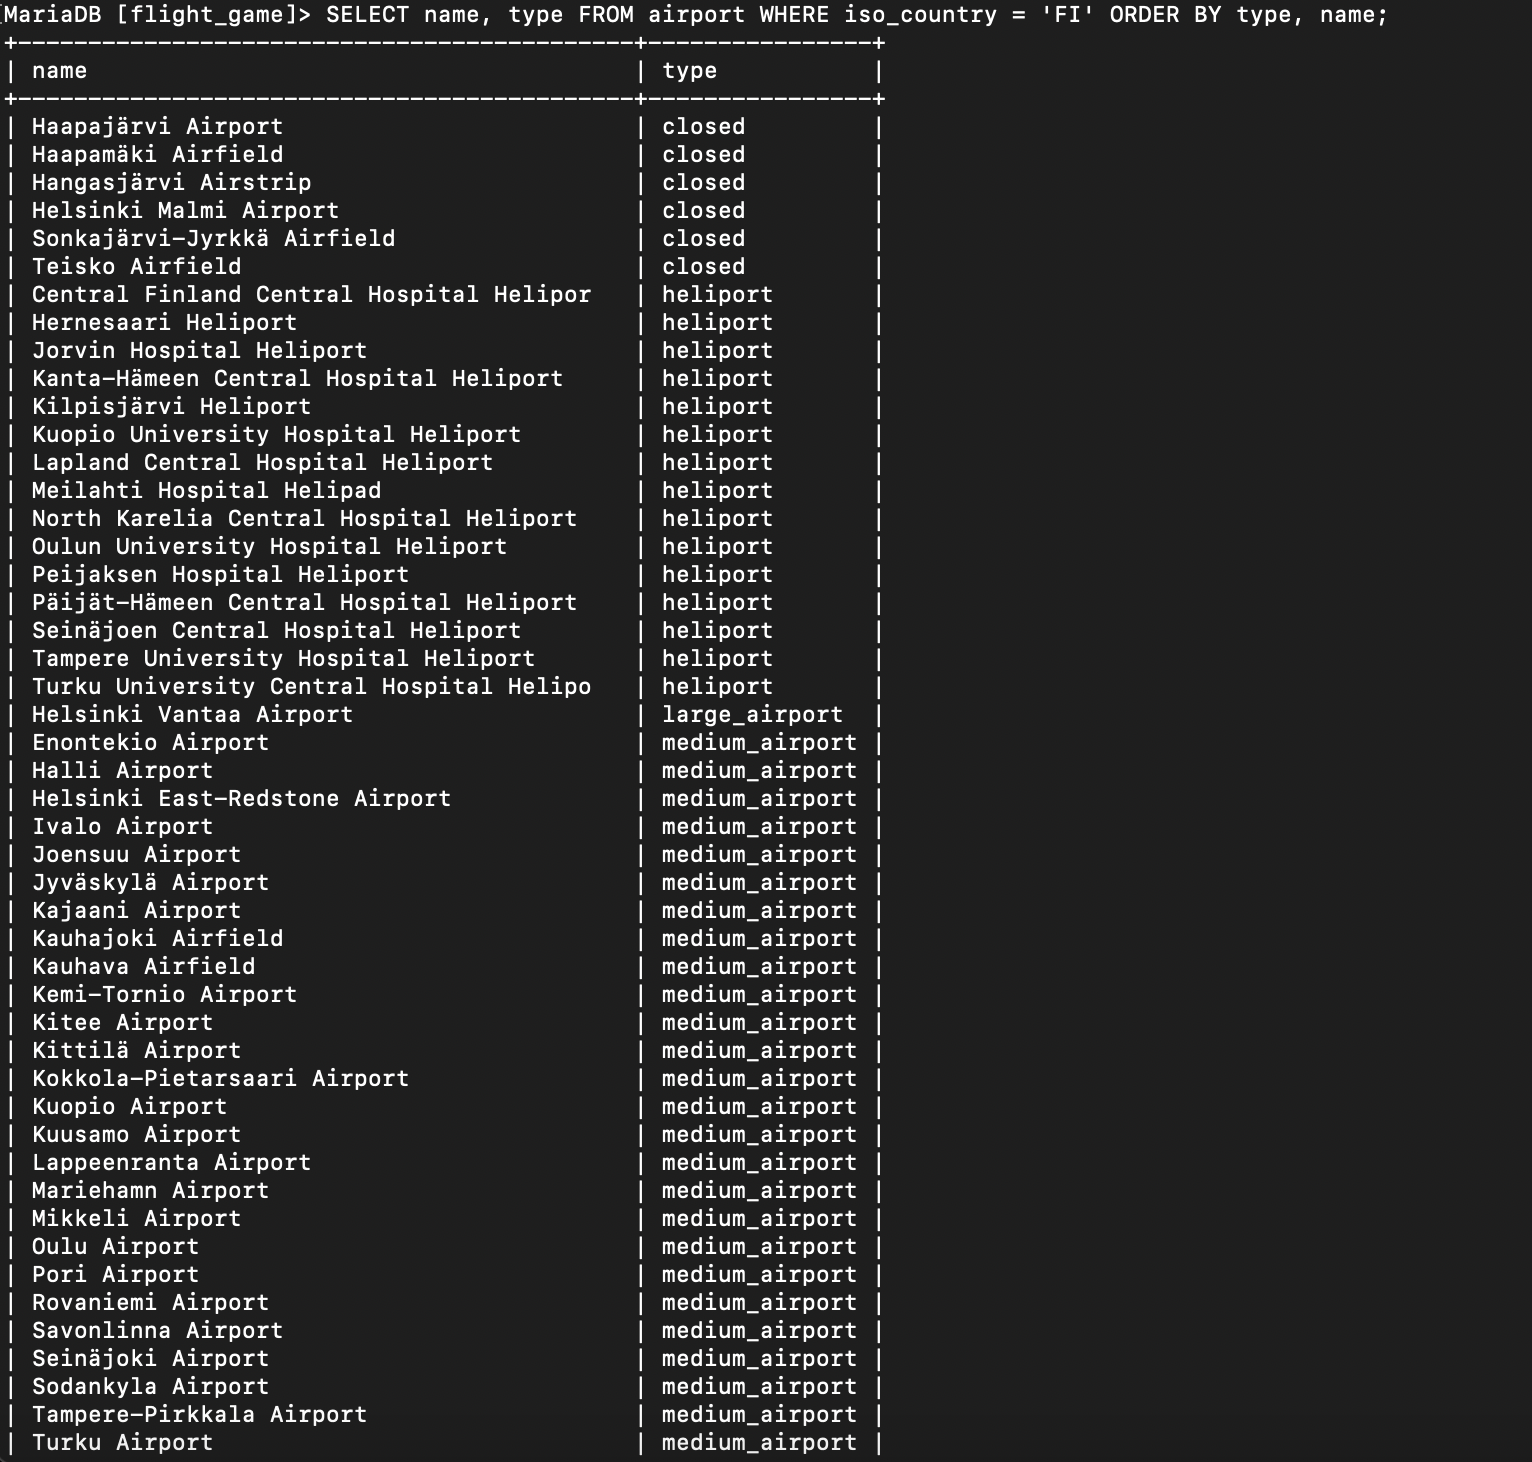 MariaDB [flight_game]> SELECT name, type FROM airport WHERE iso_country = 'FI' ORDER BY type, name;
+--------------------------------------------+----------------+
| name                                       | type           |
+--------------------------------------------+----------------+
| Haapajärvi Airport                         | closed         |
| Haapamäki Airfield                         | closed         |
| Hangasjärvi Airstrip                       | closed         |
| Helsinki Malmi Airport                     | closed         |
| Sonkajärvi-Jyrkkä Airfield                 | closed         |
| Teisko Airfield                            | closed         |
| Central Finland Central Hospital Helipor   | heliport       |
| Hernesaari Heliport                        | heliport       |
| Jorvin Hospital Heliport                   | heliport       |
| Kanta-Hämeen Central Hospital Heliport     | heliport       |
| Kilpisjärvi Heliport                       | heliport       |
| Kuopio University Hospital Heliport        | heliport       |
| Lapland Central Hospital Heliport          | heliport       |
| Meilahti Hospital Helipad                  | heliport       |
| North Karelia Central Hospital Heliport    | heliport       |
| Oulun University Hospital Heliport         | heliport       |
| Peijaksen Hospital Heliport                | heliport       |
| Päijät-Hämeen Central Hospital Heliport    | heliport       |
| Seinäjoen Central Hospital Heliport        | heliport       |
| Tampere University Hospital Heliport       | heliport       |
| Turku University Central Hospital Helipo   | heliport       |
| Helsinki Vantaa Airport                    | large_airport  |
| Enontekio Airport                          | medium_airport |
| Halli Airport                              | medium_airport |
| Helsinki East-Redstone Airport             | medium_airport |
| Ivalo Airport                              | medium_airport |
| Joensuu Airport                            | medium_airport |
| Jyväskylä Airport                          | medium_airport |
| Kajaani Airport                            | medium_airport |
| Kauhajoki Airfield                         | medium_airport |
| Kauhava Airfield                           | medium_airport |
| Kemi-Tornio Airport                        | medium_airport |
| Kitee Airport                              | medium_airport |
| Kittilä Airport                            | medium_airport |
| Kokkola-Pietarsaari Airport                | medium_airport |
| Kuopio Airport                             | medium_airport |
| Kuusamo Airport                            | medium_airport |
| Lappeenranta Airport                       | medium_airport |
| Mariehamn Airport                          | medium_airport |
| Mikkeli Airport                            | medium_airport |
| Oulu Airport                               | medium_airport |
| Pori Airport                               | medium_airport |
| Rovaniemi Airport                          | medium_airport |
| Savonlinna Airport                         | medium_airport |
| Seinäjoki Airport                          | medium_airport |
| Sodankyla Airport                          | medium_airport |
| Tampere-Pirkkala Airport                   | medium_airport |
| Turku Airport                              | medium_airport |